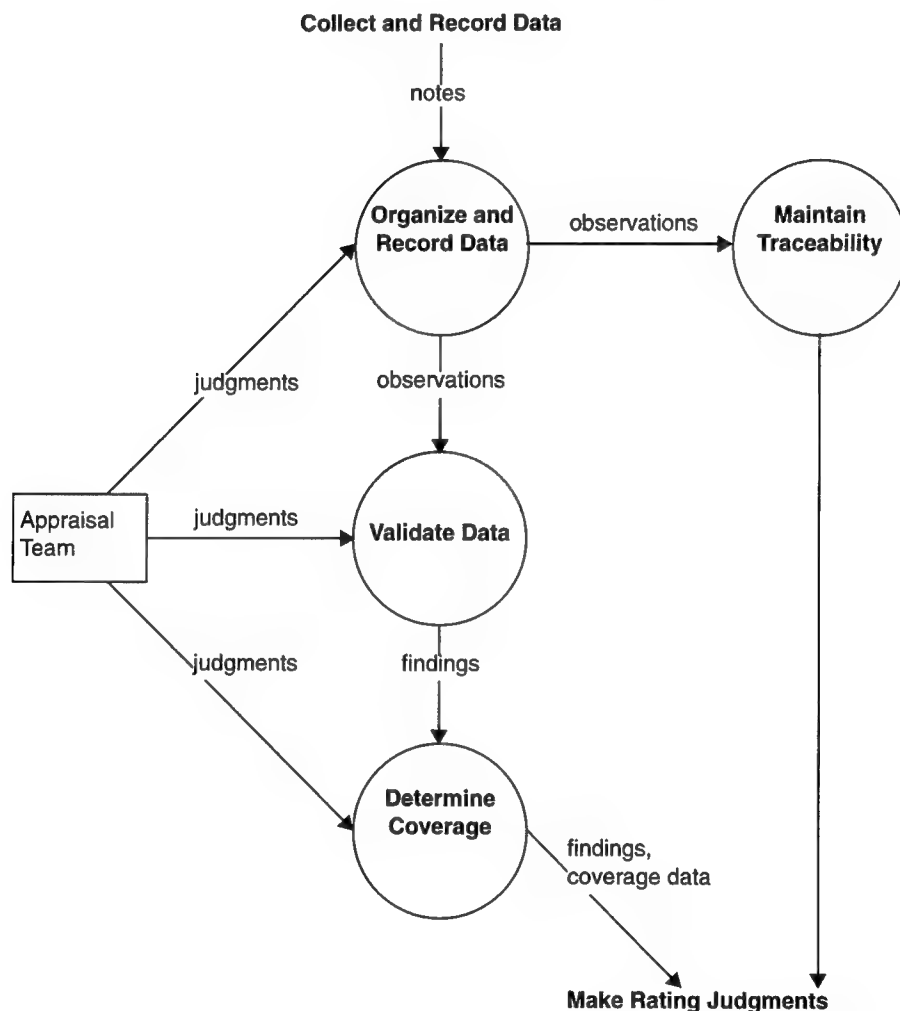 Collect and Record Data
notes
Organize and
Record Data
observations
Maintain
Traceability
judgments
observations
Appraisal
Team
judgments
Validate Data
judgments
findings
Determine
Coverage
findings,
coverage data
Make Rating Judgments